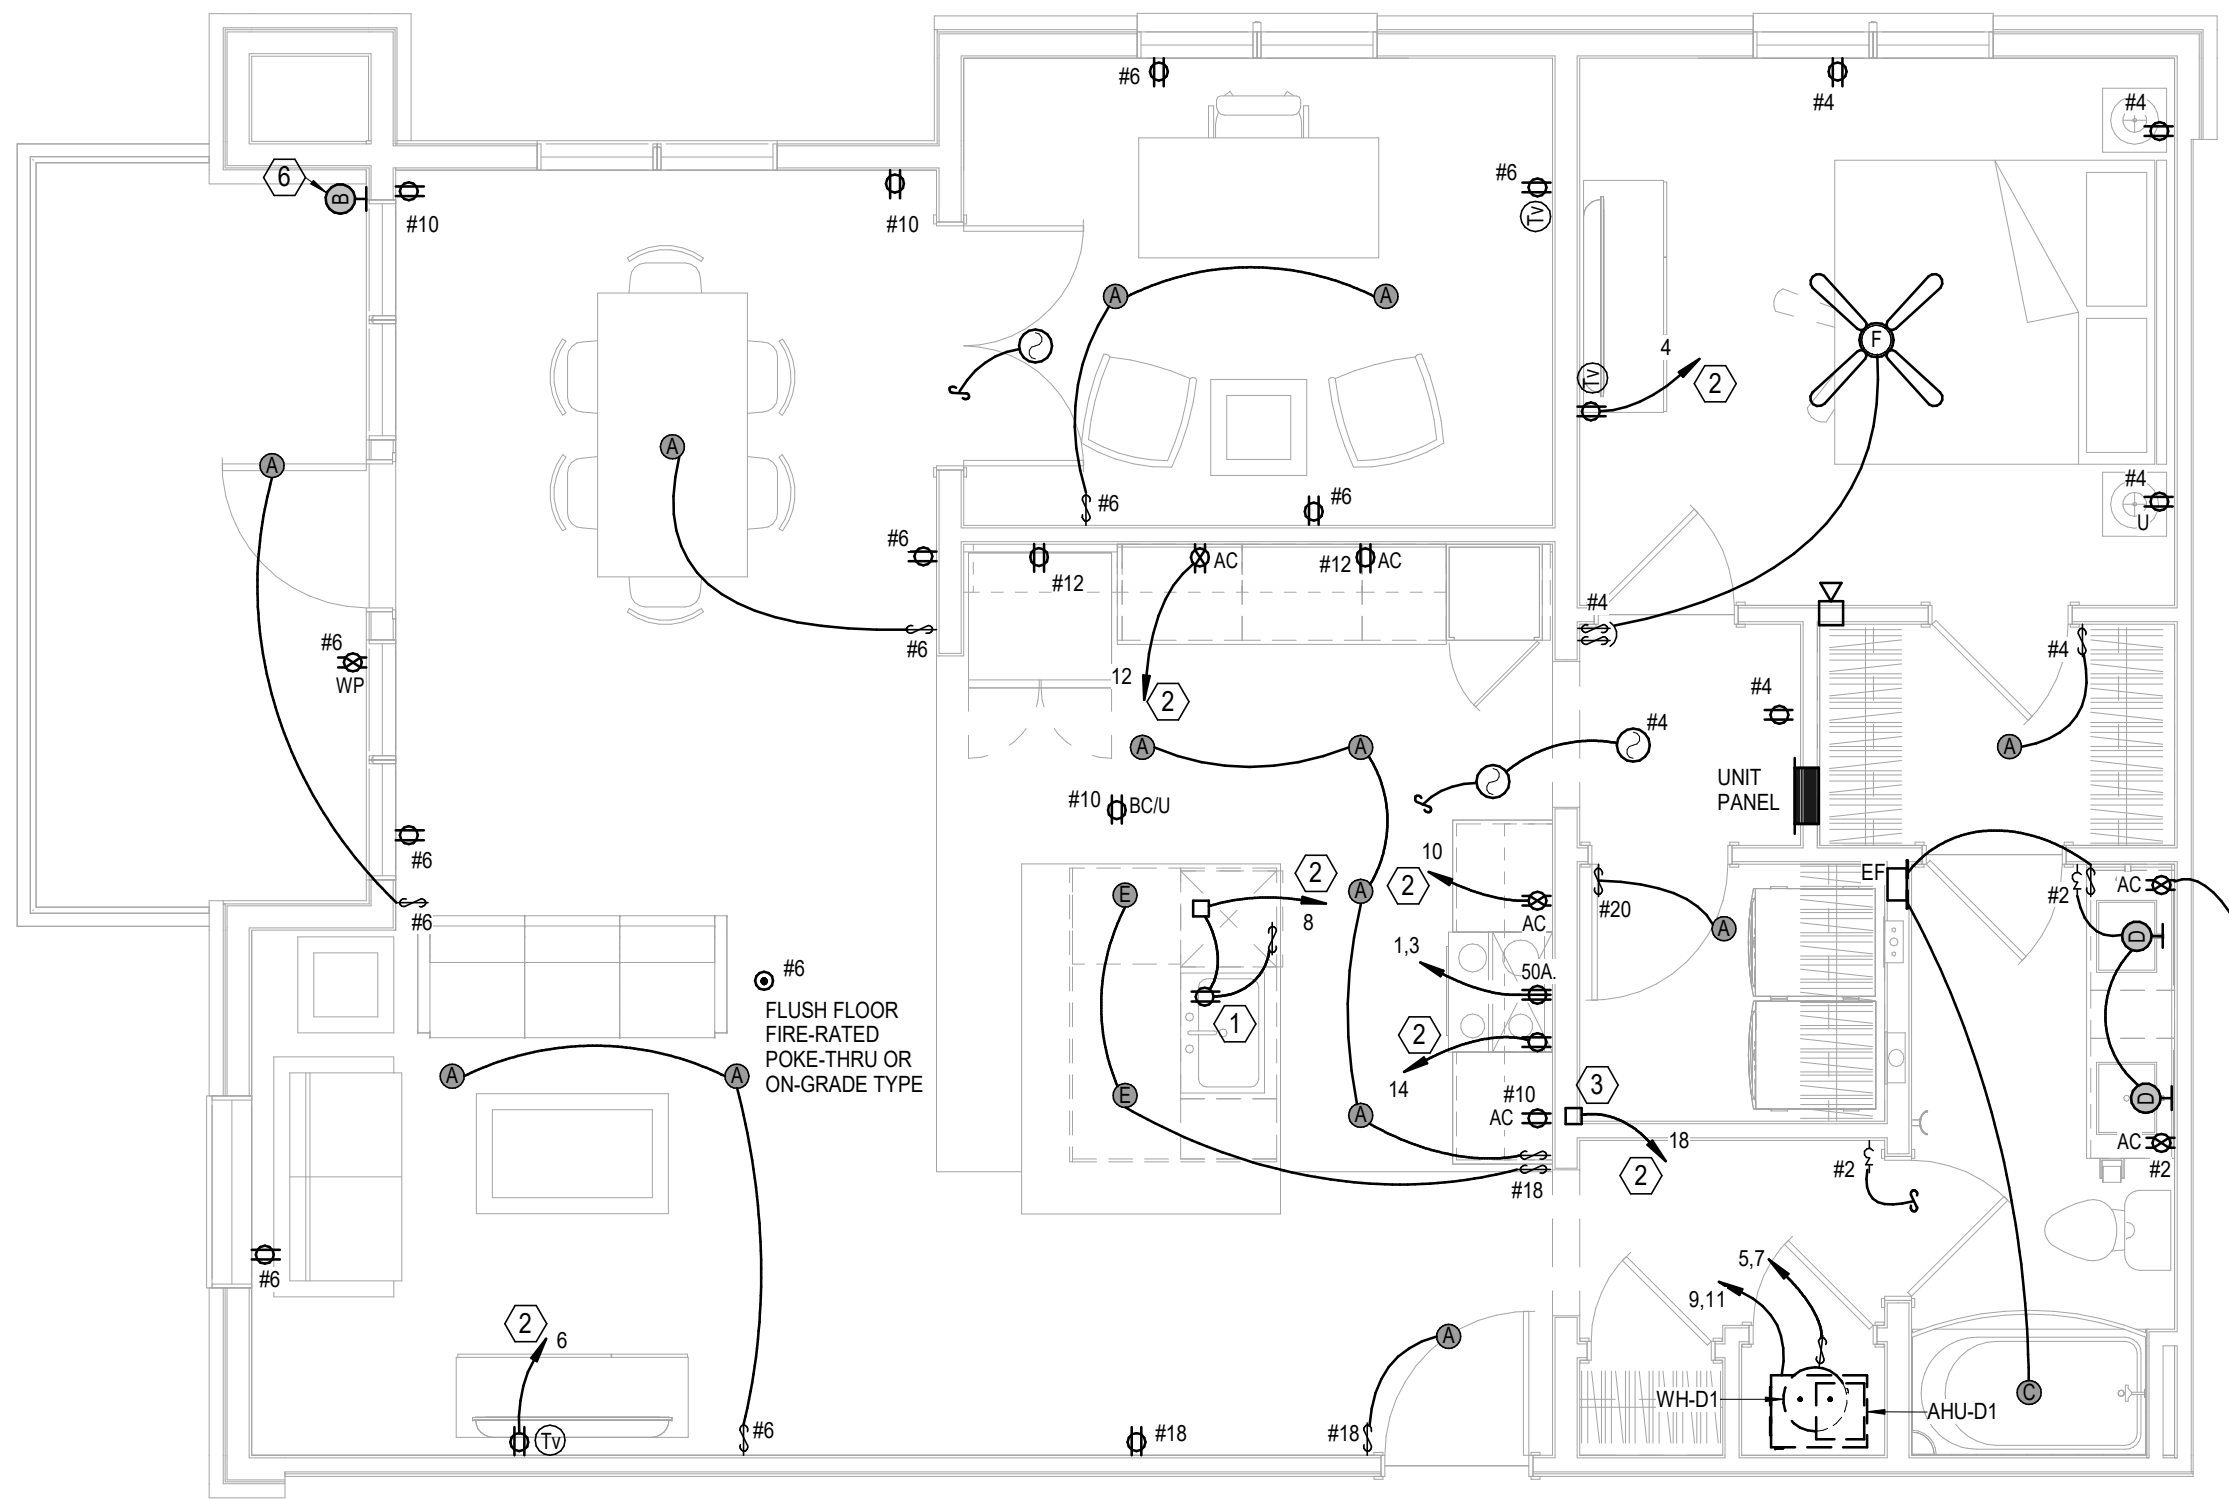 #6
#4
#4
6
B
#10
#10
#6
Tv
A
A
F
4
Tv
2
A
A
#4
U
#6
#6
#6
#12
AC
#12
AC
#4
#6
WP
#6
12
2
#4
#4
#4
A
A
A
UNIT
PANEL
#10
BC/U
#6
#6
10
2
2
8
AC
#20
A
EF
#2
AC
E
A
D
#6
FLUSH FLOOR
FIRE-RATED
POKE-THRU OR
ON-GRADE TYPE
1,3
50A.
1
2
14
A
A
E
#10
AC
A
3
D
18
2
#2
AC
#2
#18
#6
5,7
9,11
2
6
A
WH-D1
AHU-D1
C
Tv
#6
#18
#18